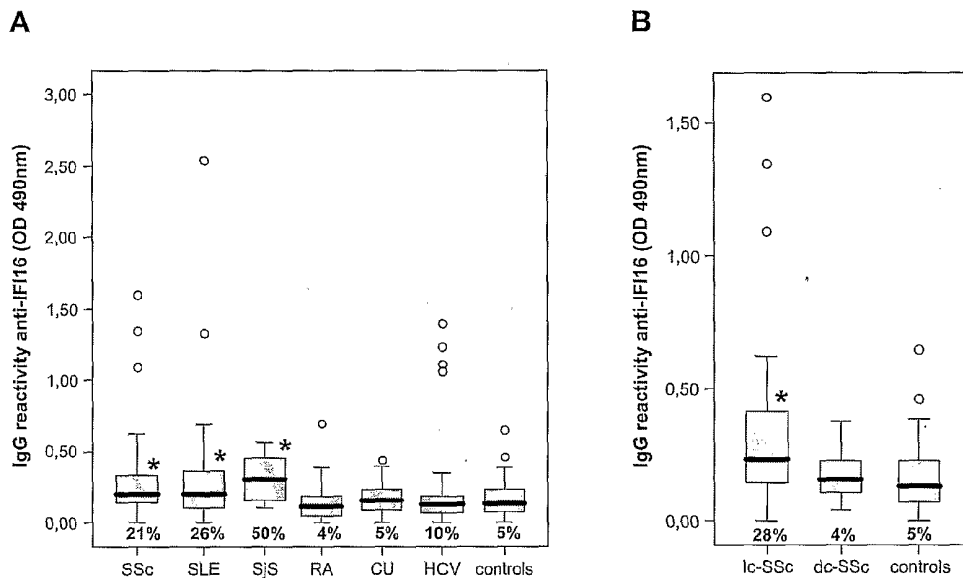 A
IgG reactivity anti-IFI16 (OD 490nm)
3,00
2,50
2,00
1,50
1,00
0,50
0,00
* * *
21% 26% 50% 4% 5% 10% 5%
SSc SLE SjS RA CU HCV controls
B
IgG reactivity anti-IFI16 (OD 490nm)
1,50
1,00
0,50
0,00
*
28% 4% 5%
lc-SSc dc-SSc controls